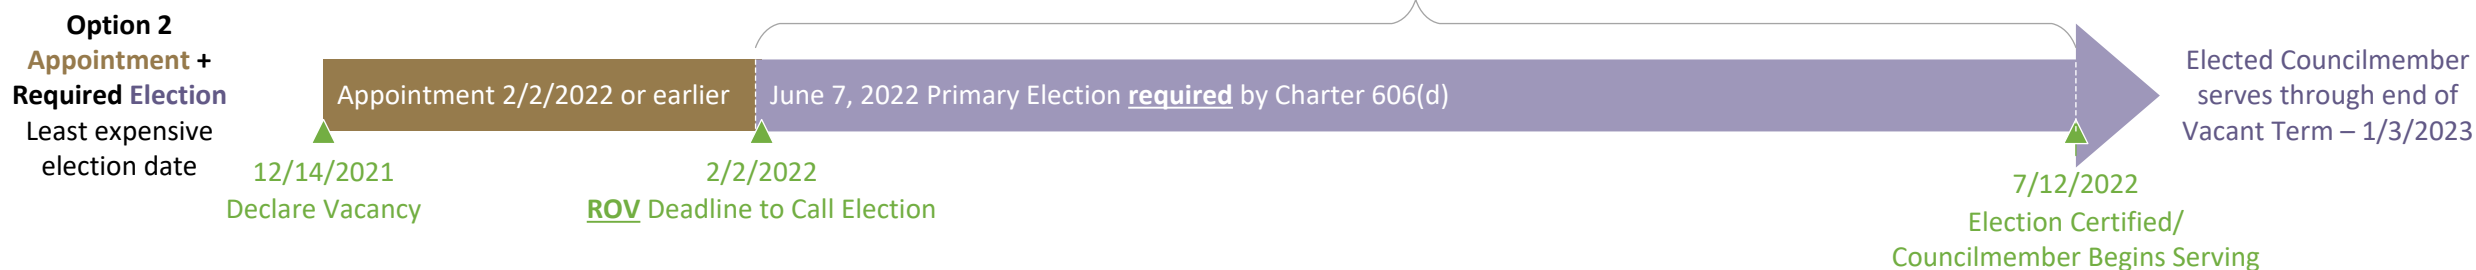 Option 2
Appointment +
Required Election
Least expensive
election date
Appointment 2/2/2022 or earlier
June 7, 2022 Primary Election required by Charter 606(d)
Elected Councilmember
serves through end of
Vacant Term – 1/3/2023
12/14/2021
Declare Vacancy
2/2/2022
ROV Deadline to Call Election
7/12/2022
Election Certified/
Councilmember Begins Serving